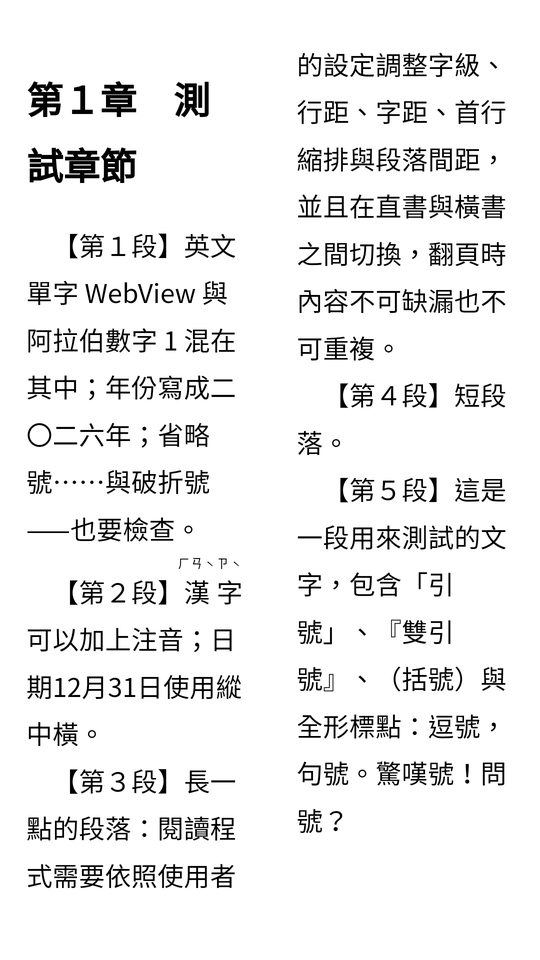 第１章　測
試章節
【第１段】英文
單字 WebView 與
阿拉伯數字 1 混在
其中；年份寫成二
〇二六年；省略
號⋯⋯與破折號
——也要檢查。
ㄏㄢˋㄗˋ
【第２段】漢字
可以加上注音；日
期12月31日使用縱
中橫。
【第３段】長一
點的段落：閱讀程
式需要依照使用者
的設定調整字級、
行距、字距、首行
縮排與段落間距，
並且在直書與橫書
之間切換，翻頁時
內容不可缺漏也不
可重複。
【第４段】短段
落。
【第５段】這是
一段用來測試的文
字，包含「引
號」、『雙引
號』、（括號）與
全形標點：逗號，
句號。驚嘆號！問
號？